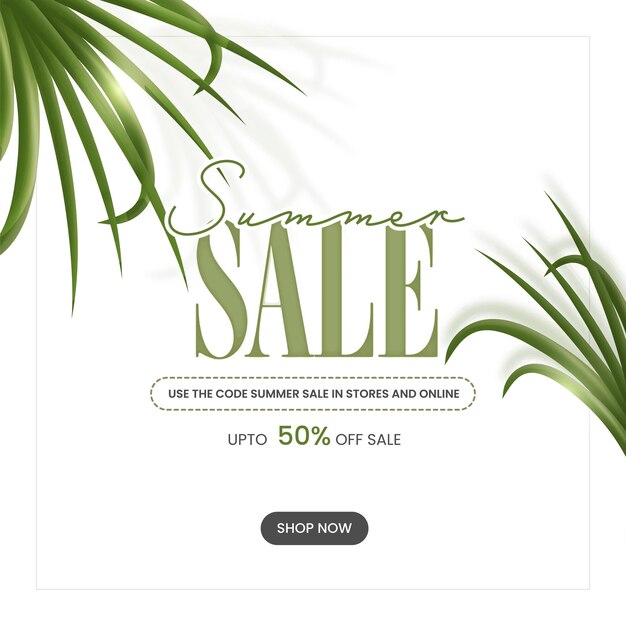 Summer
SALE
USE THE CODE SUMMER SALE IN STORES AND ONLINE
UPTO 50% OFF SALE
SHOP NOW